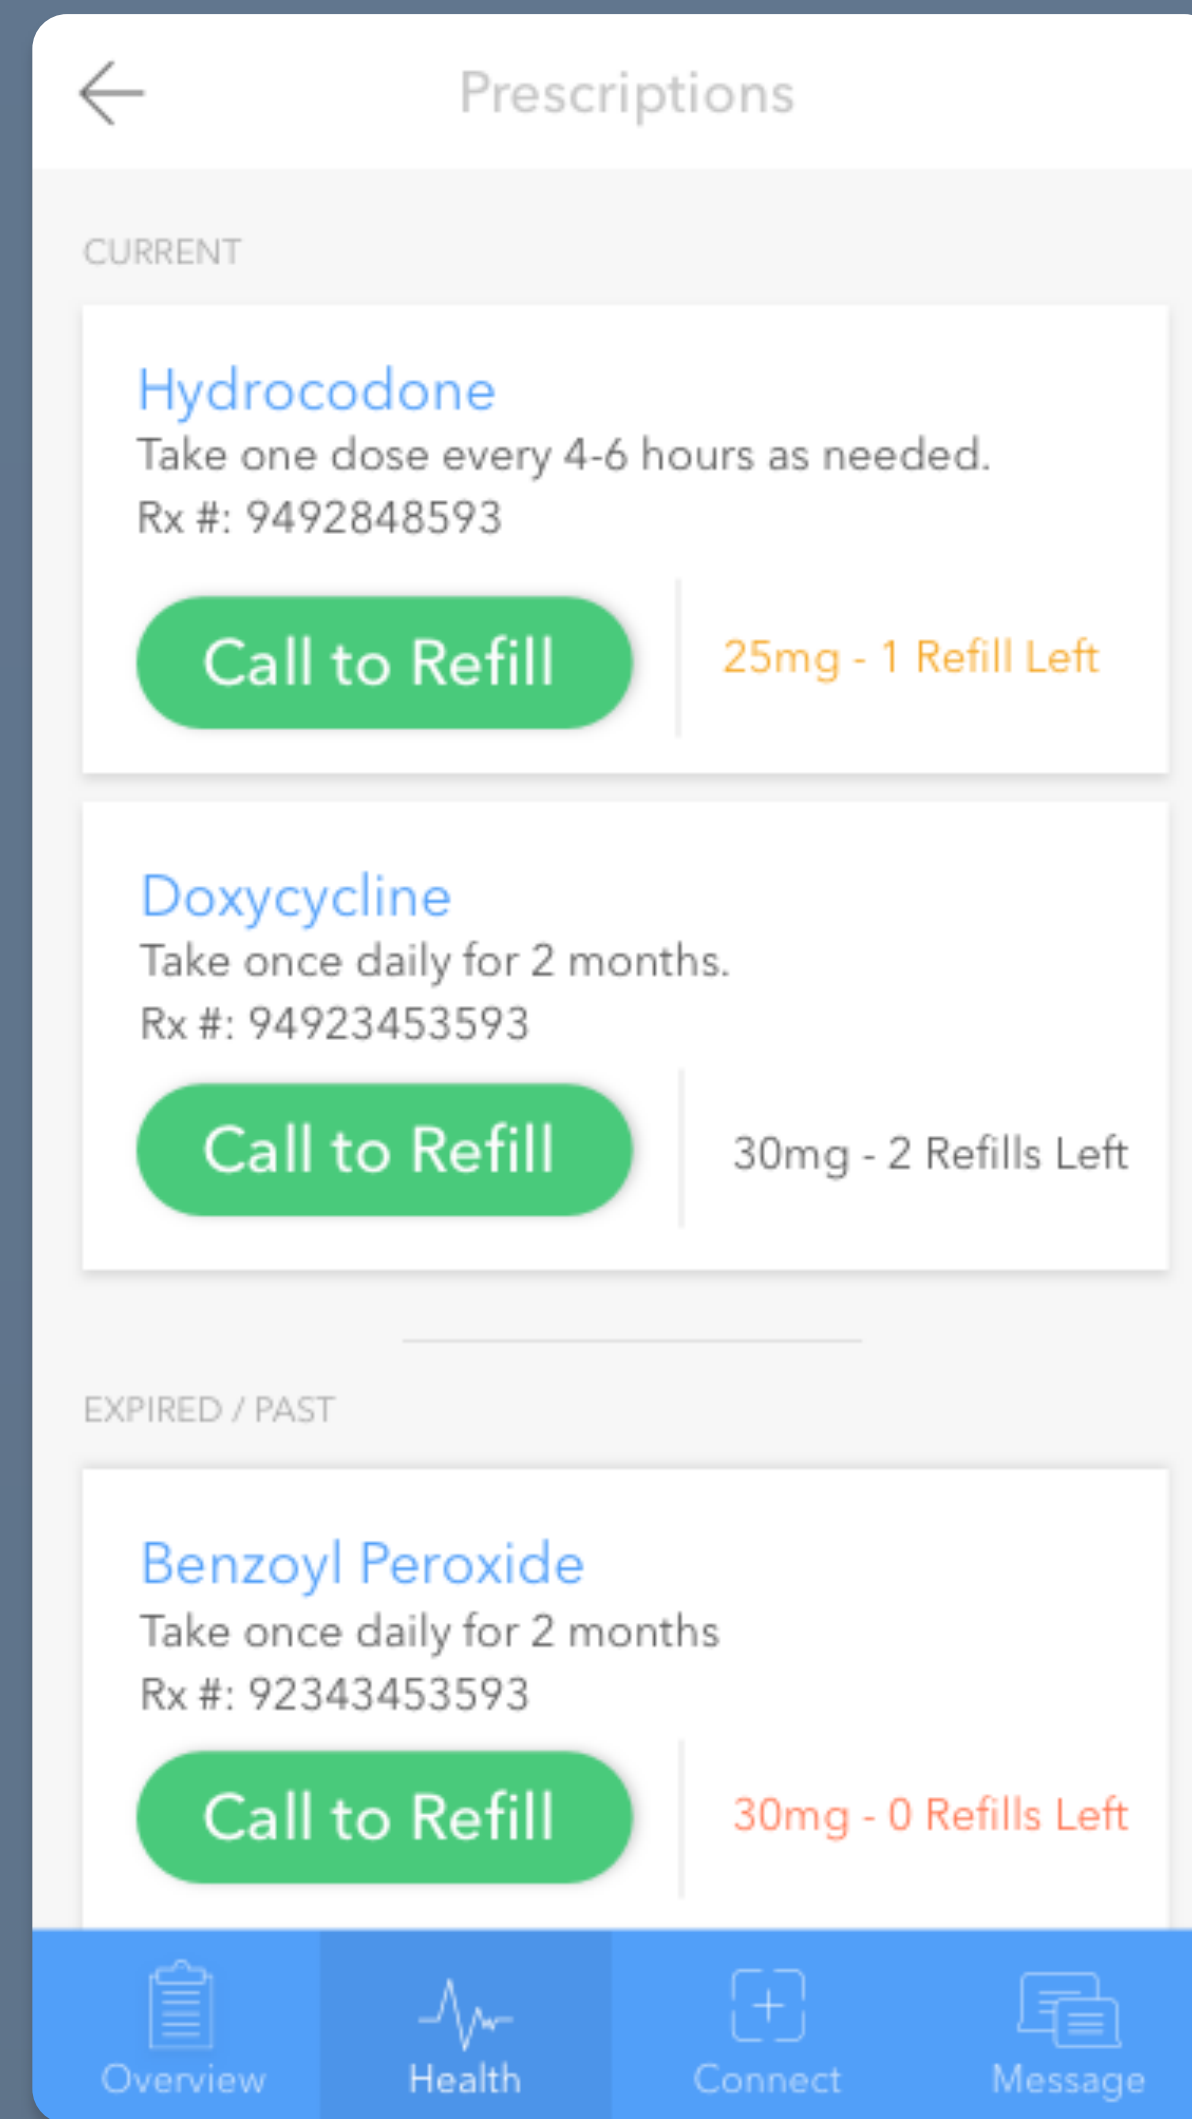 Prescriptions
CURRENT
Hydrocodone
Take one dose every 4-6 hours as needed.
Rx #: 9492848593
Call to Refill
25mg - 1 Refill Left
Doxycycline
Take once daily for 2 months.
Rx #: 94923453593
Call to Refill
30mg - 2 Refills Left
EXPIRED / PAST
Benzoyl Peroxide
Take once daily for 2 months
Rx #: 92343453593
Call to Refill
30mg - 0 Refills Left
Overview
Health
Connect
Message